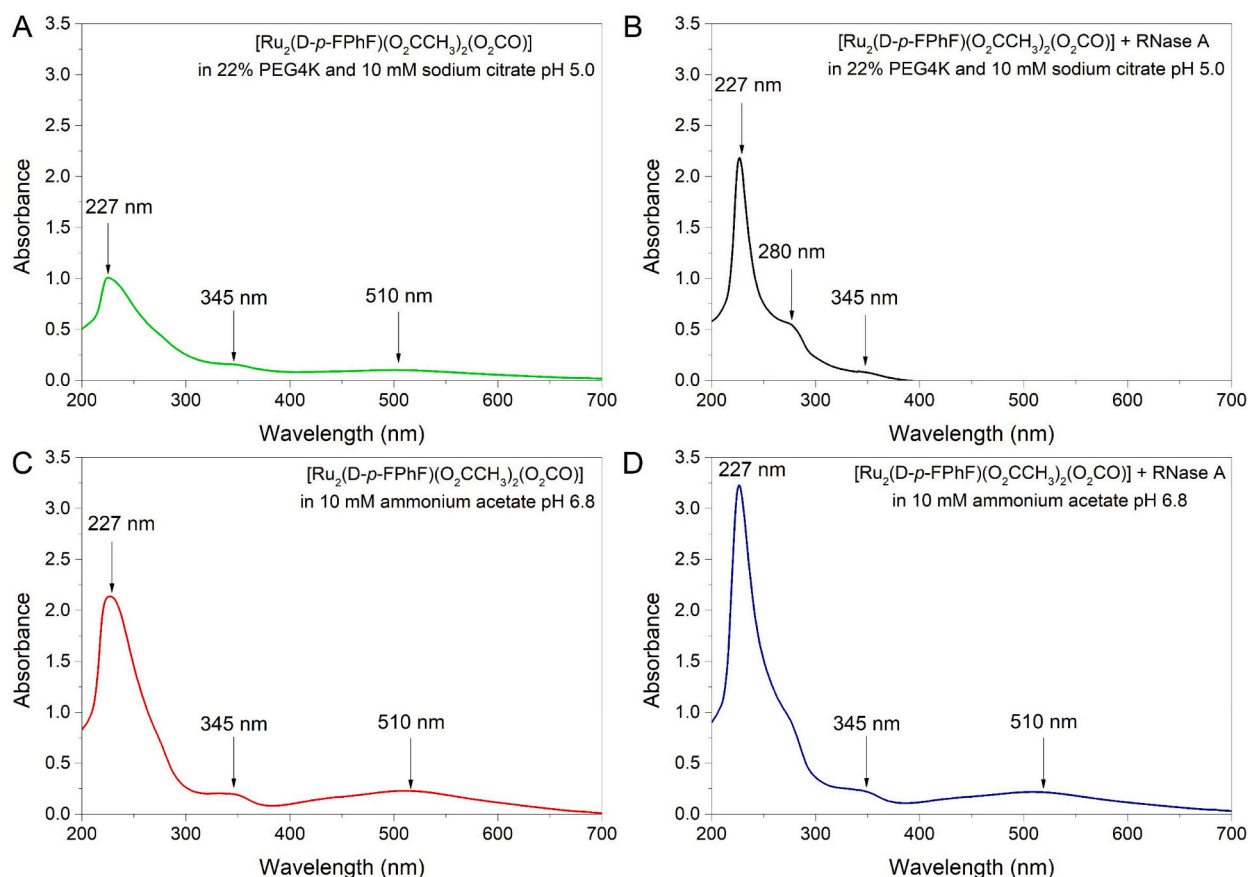 A
[Ru₂(D-p-FPhF)(O₂CCH₃)₂(O₂CO)]
in 22% PEG4K and 10 mM sodium citrate pH 5.0
227 nm
345 nm
510 nm
Absorbance
3.5
3.0
2.5
2.0
1.5
1.0
0.5
0.0
200 300 400 500 600 700
Wavelength (nm)
B
[Ru₂(D-p-FPhF)(O₂CCH₃)₂(O₂CO)] + RNase A
in 22% PEG4K and 10 mM sodium citrate pH 5.0
227 nm
280 nm
345 nm
Absorbance
3.5
3.0
2.5
2.0
1.5
1.0
0.5
0.0
200 300 400 500 600 700
Wavelength (nm)
C
[Ru₂(D-p-FPhF)(O₂CCH₃)₂(O₂CO)]
in 10 mM ammonium acetate pH 6.8
227 nm
345 nm
510 nm
Absorbance
3.5
3.0
2.5
2.0
1.5
1.0
0.5
0.0
200 300 400 500 600 700
Wavelength (nm)
D
[Ru₂(D-p-FPhF)(O₂CCH₃)₂(O₂CO)] + RNase A
in 10 mM ammonium acetate pH 6.8
227 nm
345 nm
510 nm
Absorbance
3.5
3.0
2.5
2.0
1.5
1.0
0.5
0.0
200 300 400 500 600 700
Wavelength (nm)